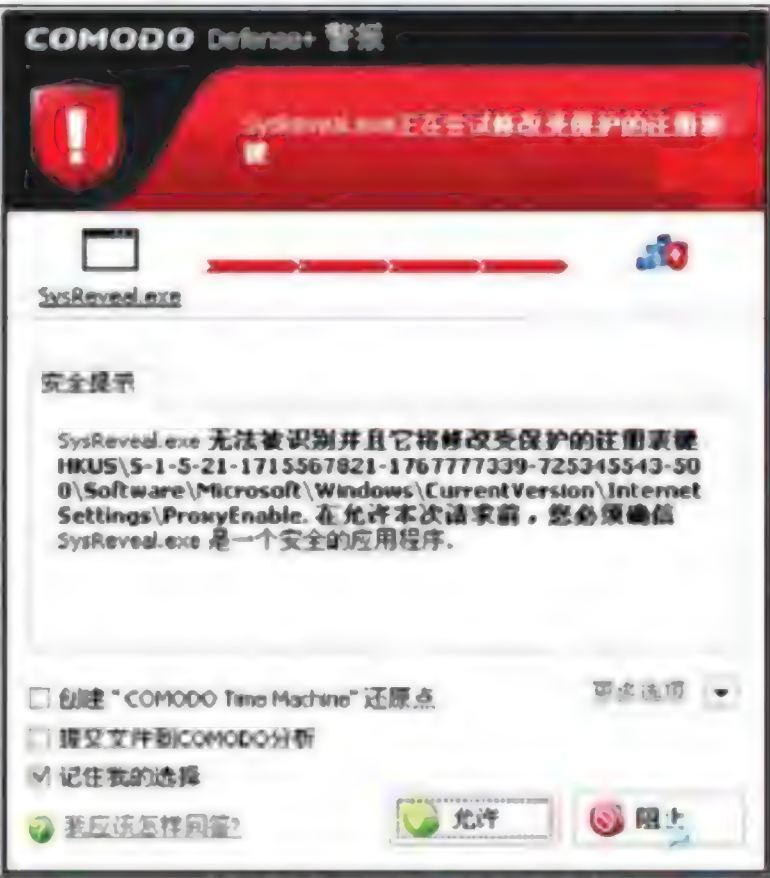 COMODO Defense+ 警报
SysReveal.exe正在尝试修改受保护的注册表
键
SysReveal.exe
安全提示
SysReveal.exe 无法被识别并且它将修改受保护的注册表键
HKUS\S-1-5-21-1715567821-1767777339-725345543-50
0\Software\Microsoft\Windows\CurrentVersion\Internet
Settings\ProxyEnable. 在允许本次请求前，您必须确信
SysReveal.exe 是一个安全的应用程序.
创建 "COMODO Time Machine" 还原点
更多选项
提交文件到COMODO分析
记住我的选择
我应该怎样回答?
允许
阻止